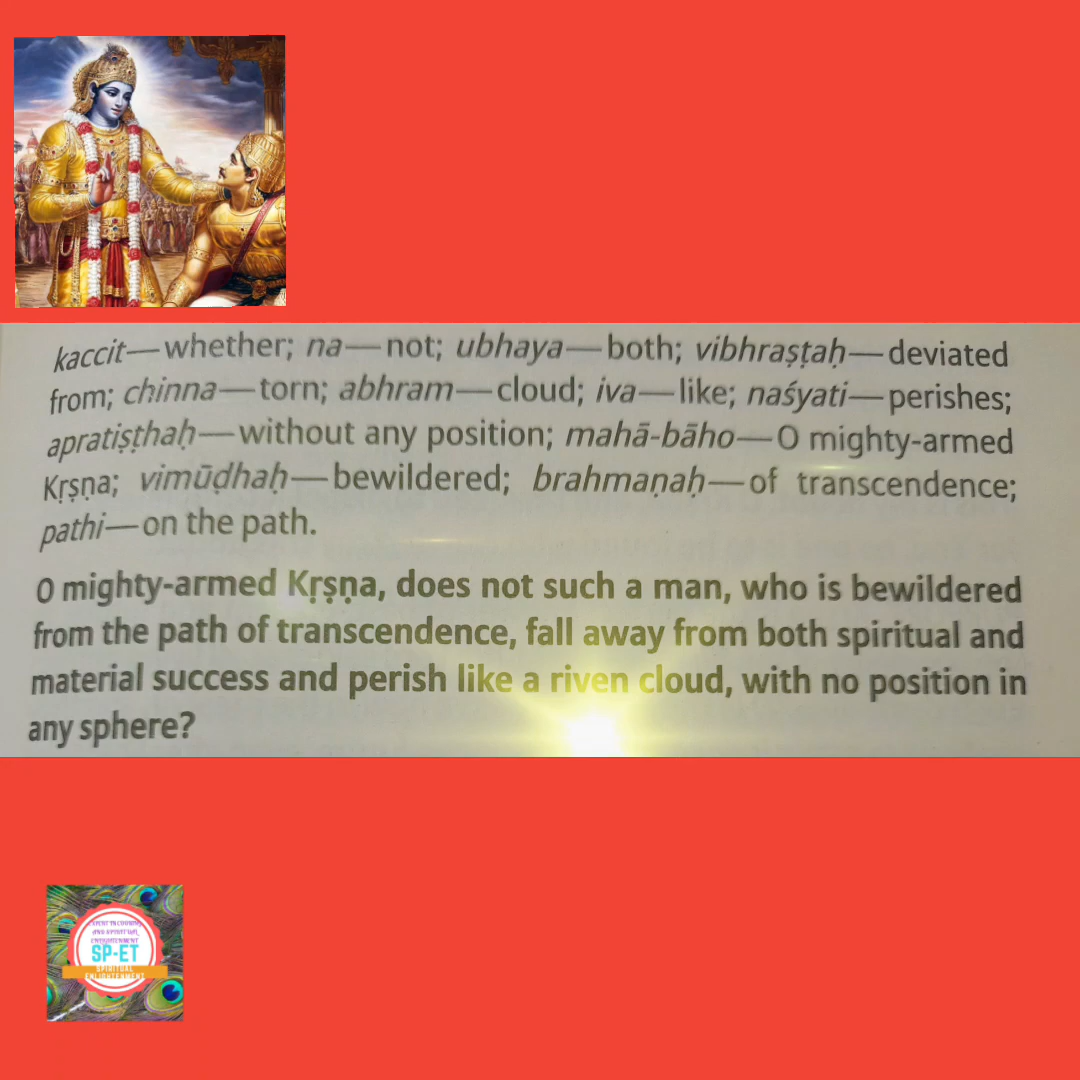 kaccit—whether; na—not; ubhaya—both; vibhraṣṭaḥ—deviated
from; chinna—torn; abhram—cloud; iva—like; naśyati—perishes;
apratiṣṭhaḥ—without any position; mahā-bāho—O mighty-armed
Kṛṣṇa; vimūḍhaḥ—bewildered; brahmaṇaḥ—of transcendence;
pathi—on the path.
O mighty-armed Kṛṣṇa, does not such a man, who is bewildered
from the path of transcendence, fall away from both spiritual and
material success and perish like a riven cloud, with no position in
any sphere?
AND SPIRITUAL
ENLIGHTENMENT
SP-ET
SPIRITUAL
ENLIGHTENMENT